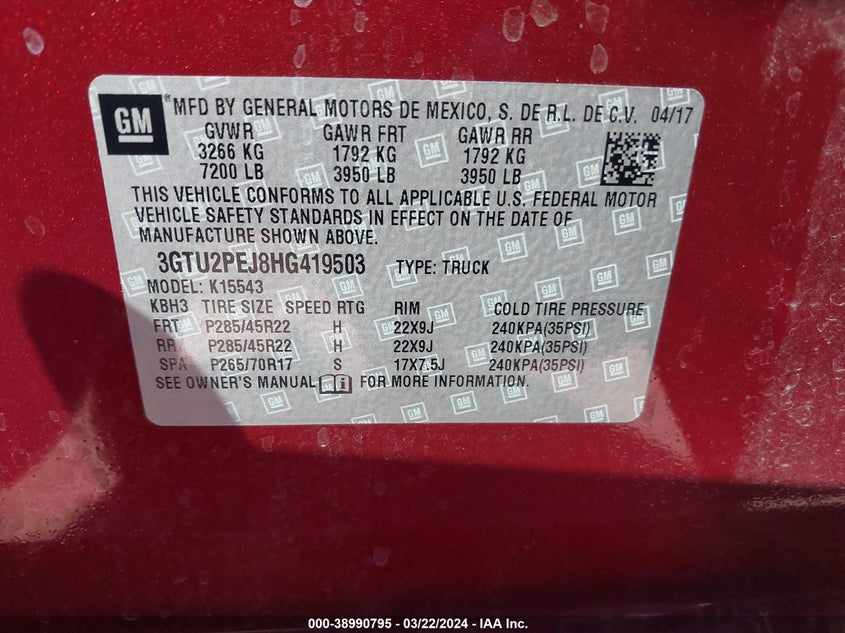 GM
® MFD BY GENERAL MOTORS DE MEXICO, S. DE R.L. DE C.V. 04/17
GVWR GAWR FRT GAWR RR
3266 KG 1792 KG 1792 KG
7200 LB 3950 LB 3950 LB
THIS VEHICLE CONFORMS TO ALL APPLICABLE U.S. FEDERAL MOTOR
VEHICLE SAFETY STANDARDS IN EFFECT ON THE DATE OF
MANUFACTURE SHOWN ABOVE.
3GTU2PEJ8HG419503 TYPE: TRUCK
MODEL: K15543
KBH3 TIRE SIZE SPEED RTG RIM COLD TIRE PRESSURE
FRT P285/45R22 H 22X9J 240KPA(35PSI)
RR P285/45R22 H 22X9J 240KPA(35PSI)
SPA P265/70R17 S 17X7.5J 240KPA(35PSI)
SEE OWNER'S MANUAL FOR MORE INFORMATION.
000-38990795 - 03/22/2024 - IAA Inc.